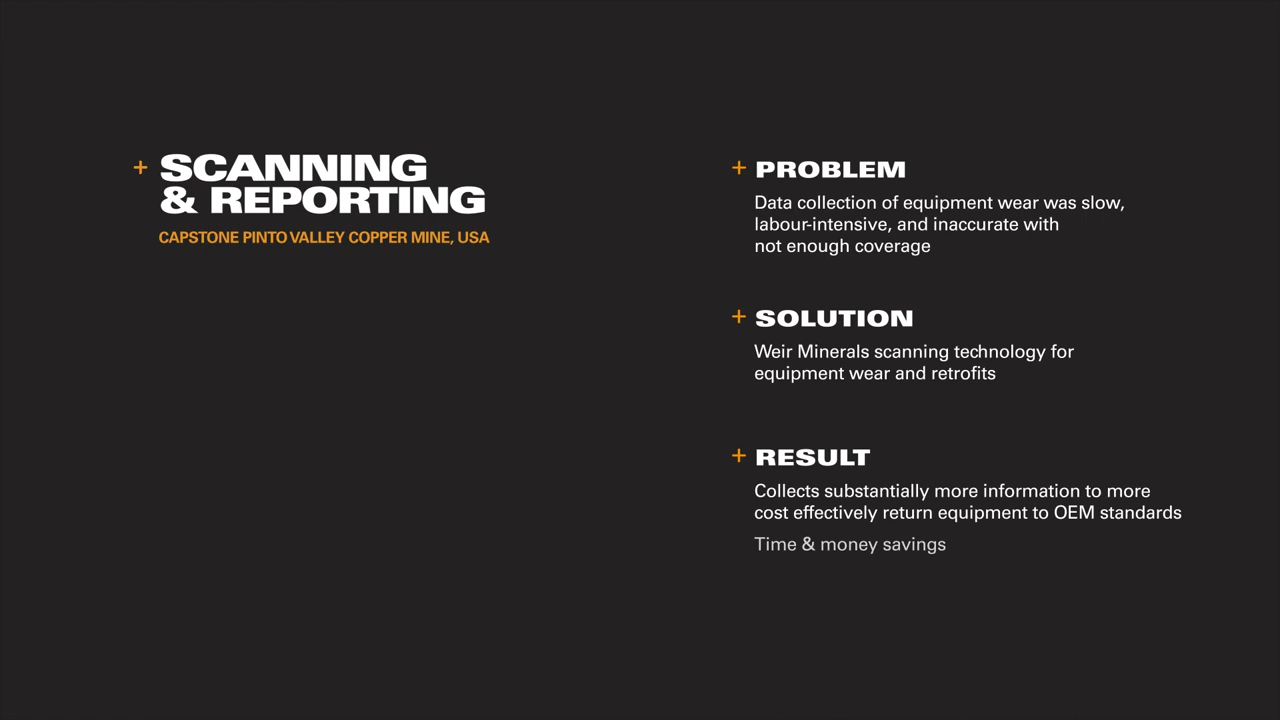 + SCANNING
& REPORTING
CAPSTONE PINTO VALLEY COPPER MINE, USA
+ PROBLEM
Data collection of equipment wear was slow,
labour-intensive, and inaccurate with
not enough coverage
+ SOLUTION
Weir Minerals scanning technology for
equipment wear and retrofits
+ RESULT
Collects substantially more information to more
cost effectively return equipment to OEM standards
Time & money savings